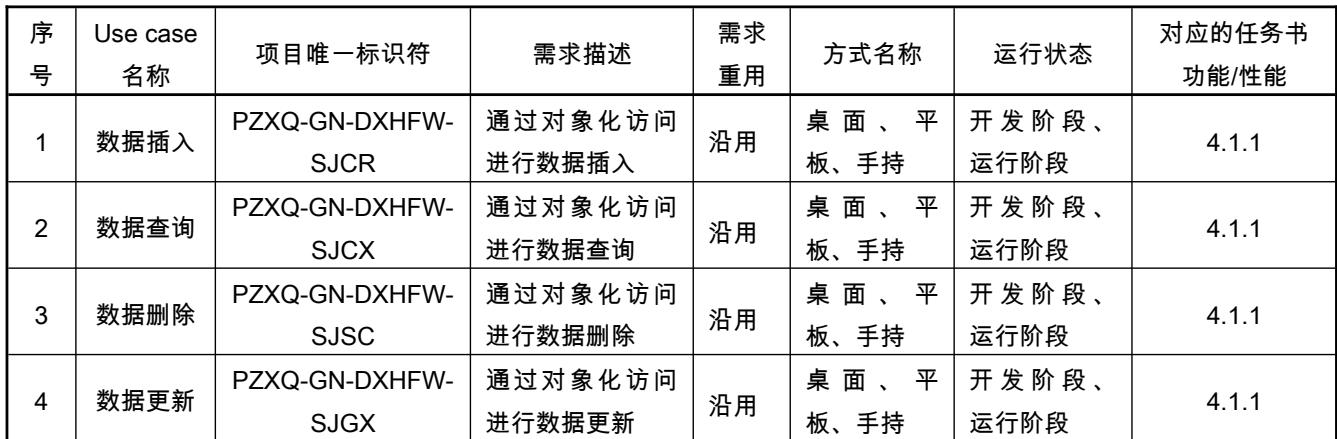 序号 Use case名称 项目唯一标识符 需求描述 需求重用 方式名称 运行状态 对应的任务书功能/性能
1 数据插入 PZXQ-GN-DXHFW-SJCR 通过对象化访问进行数据插入 沿用 桌面、平板、手持 开发阶段、运行阶段 4.1.1
2 数据查询 PZXQ-GN-DXHFW-SJCX 通过对象化访问进行数据查询 沿用 桌面、平板、手持 开发阶段、运行阶段 4.1.1
3 数据删除 PZXQ-GN-DXHFW-SJSC 通过对象化访问进行数据删除 沿用 桌面、平板、手持 开发阶段、运行阶段 4.1.1
4 数据更新 PZXQ-GN-DXHFW-SJGX 通过对象化访问进行数据更新 沿用 桌面、平板、手持 开发阶段、运行阶段 4.1.1